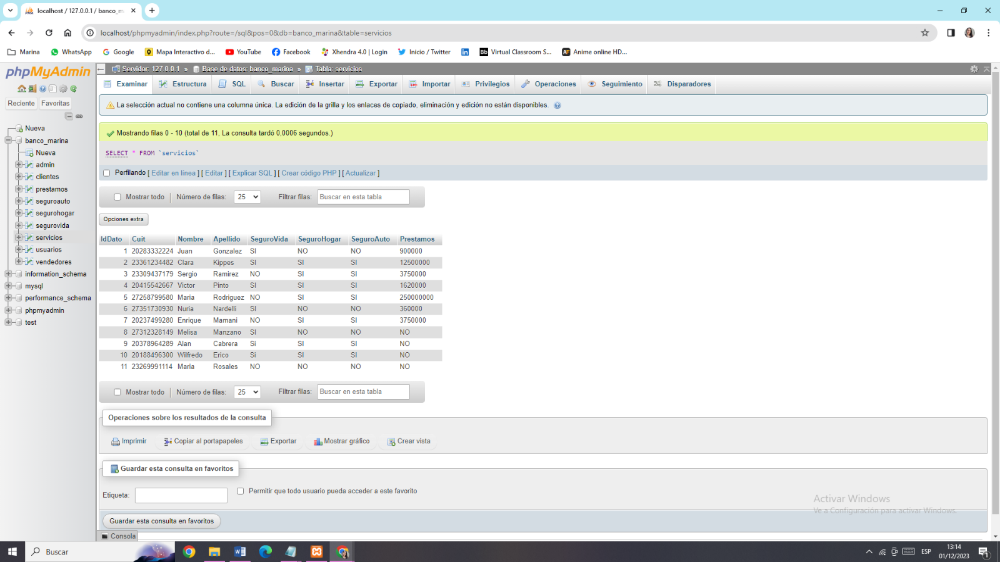 localhost / 127.0.0.1 / banco_m
localhost/phpmyadmin/index.php?route=/sql&pos=0&db=banco_marina&table=servicios
Marina WhatsApp Google Mapa Interactivo d... YouTube Facebook Xhendra 4.0 | Login Inicio / Twitter Virtual Classroom S... Anime online HD...
phpMyAdmin
Reciente Favoritas
Nueva
banco_marina
Nueva
admin
clientes
prestamos
seguroauto
segurohogar
segurovida
servicios
usuarios
vendedores
information_schema
mysql
performance_schema
phpmyadmin
test
Servidor: 127.0.0.1 » Base de datos: banco_marina » Tabla: servicios
Examinar Estructura SQL Buscar Insertar Exportar Importar Privilegios Operaciones Seguimiento Disparadores
La selección actual no contiene una columna única. La edición de la grilla y los enlaces de copiado, eliminación y edición no están disponibles.
Mostrando filas 0 - 10 (total de 11, La consulta tardó 0,0006 segundos.)
SELECT * FROM `servicios`
Perfilando [ Editar en línea ] [ Editar ] [ Explicar SQL ] [ Crear código PHP ] [ Actualizar ]
Mostrar todo | Número de filas: 25 Filtrar filas: Buscar en esta tabla
Opciones extra
IdDato Cuit Nombre Apellido SeguroVida SeguroHogar SeguroAuto Prestamos
1 20283332224 Juan Gonzalez SI NO NO 900000
2 23361234482 Clara Kippes SI SI SI 12500000
3 23309437179 Sergio Ramirez NO SI SI 3750000
4 20415542667 Victor Pinto SI SI SI 1620000
5 27258799580 Maria Rodriguez NO SI SI 250000000
6 27351730930 Nuria Nardelli SI NO NO 360000
7 20237499280 Enrique Mamani NO SI SI 3750000
8 27312328149 Melisa Manzano SI NO NO NO
9 20378964289 Alan Cabrera Si SI SI NO
10 20188496300 Wilfredo Erico Si SI SI NO
11 23269991114 Maria Rosales NO NO NO NO
Mostrar todo | Número de filas: 25 Filtrar filas: Buscar en esta tabla
Operaciones sobre los resultados de la consulta
Imprimir Copiar al portapapeles Exportar Mostrar gráfico Crear vista
Guardar esta consulta en favoritos
Etiqueta: Permitir que todo usuario pueda acceder a este favorito
Activar Windows
Ve a Configuración para activar Windows.
Guardar esta consulta en favoritos
Consola
Buscar
ESP
13:14
01/12/2023
1